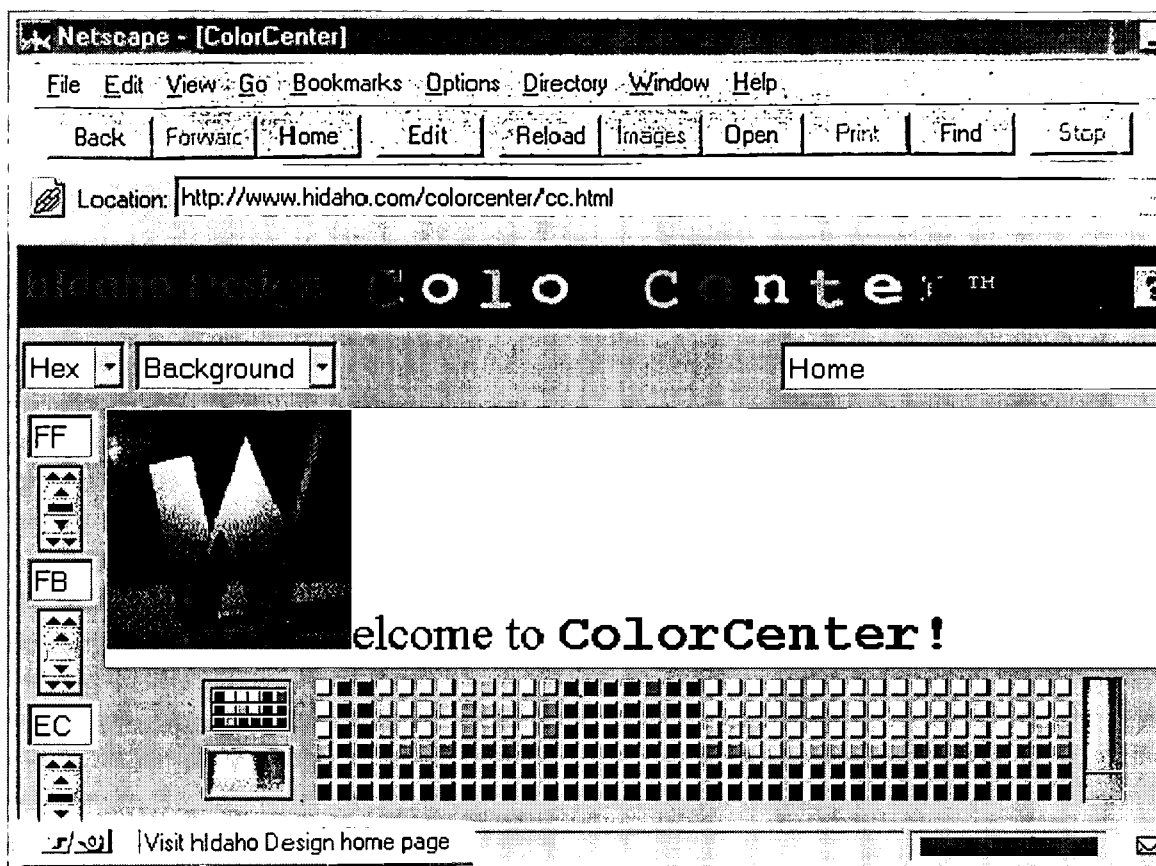 Netscape - [ColorCenter]
File Edit View Go Bookmarks Options Directory Window Help
Back Forward Home Edit Reload Images Open Print Find Stop
Location: http://www.hidaho.com/colorcenter/cc.html
hIdaho Design Colo Cente r TM ?
Hex Background Home
FF
FB
elcome to ColorCenter!
EC
Visit hIdaho Design home page